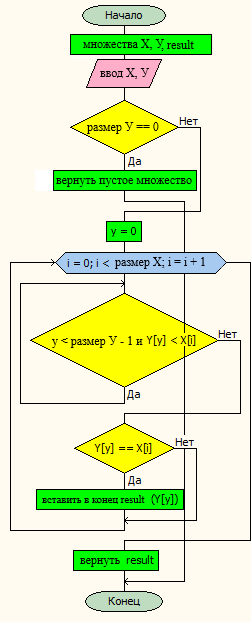 Начало
множества X, Y, result
ввод X, У
размер У == 0
Нет
Да
вернуть пустое множество
y = 0
i = 0; i < размер X; i = i + 1
y < размер У - 1 и Y[y] < X[i]
Нет
Да
Y[y] == X[i]
Нет
Да
вставить в конец result (Y[y])
вернуть result
Конец